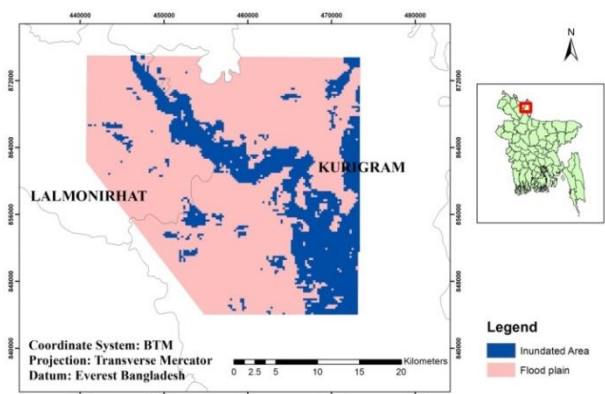 440000 450000 460000 470000 480000
N
872000
864000
856000
848000
840000
872000
864000
856000
848000
840000
KURIGRAM
LALMONIRHAT
Coordinate System: BTM
Projection: Transverse Mercator
Datum: Everest Bangladesh
0 2.5 5 10 15 20
Kilometers
Legend
Inundated Area
Flood plain